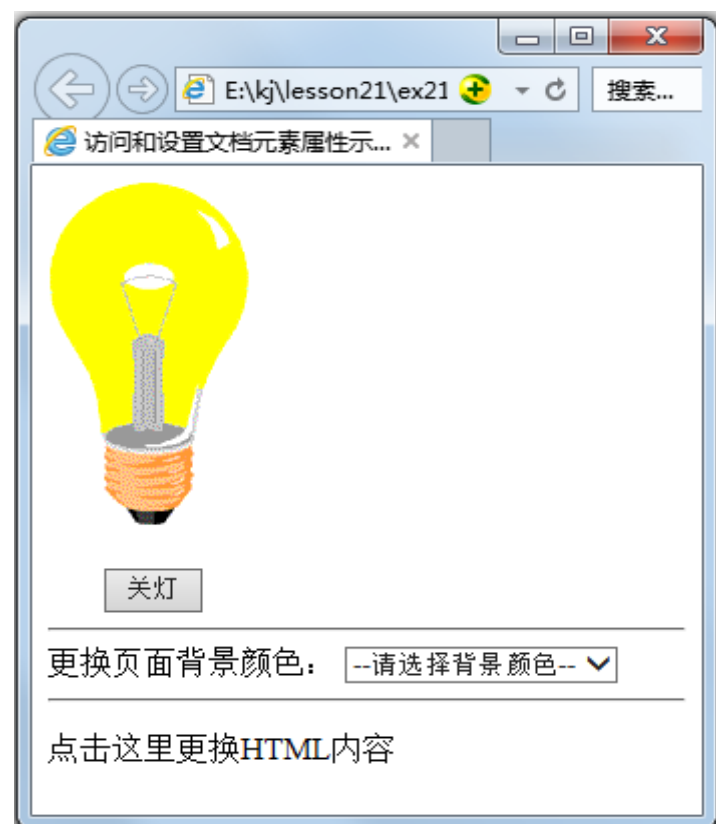 E:\kj\lesson21\ex21
搜索...
访问和设置文档元素属性示...
关灯
更换页面背景颜色：
--请选择背景颜色--
点击这里更换HTML内容